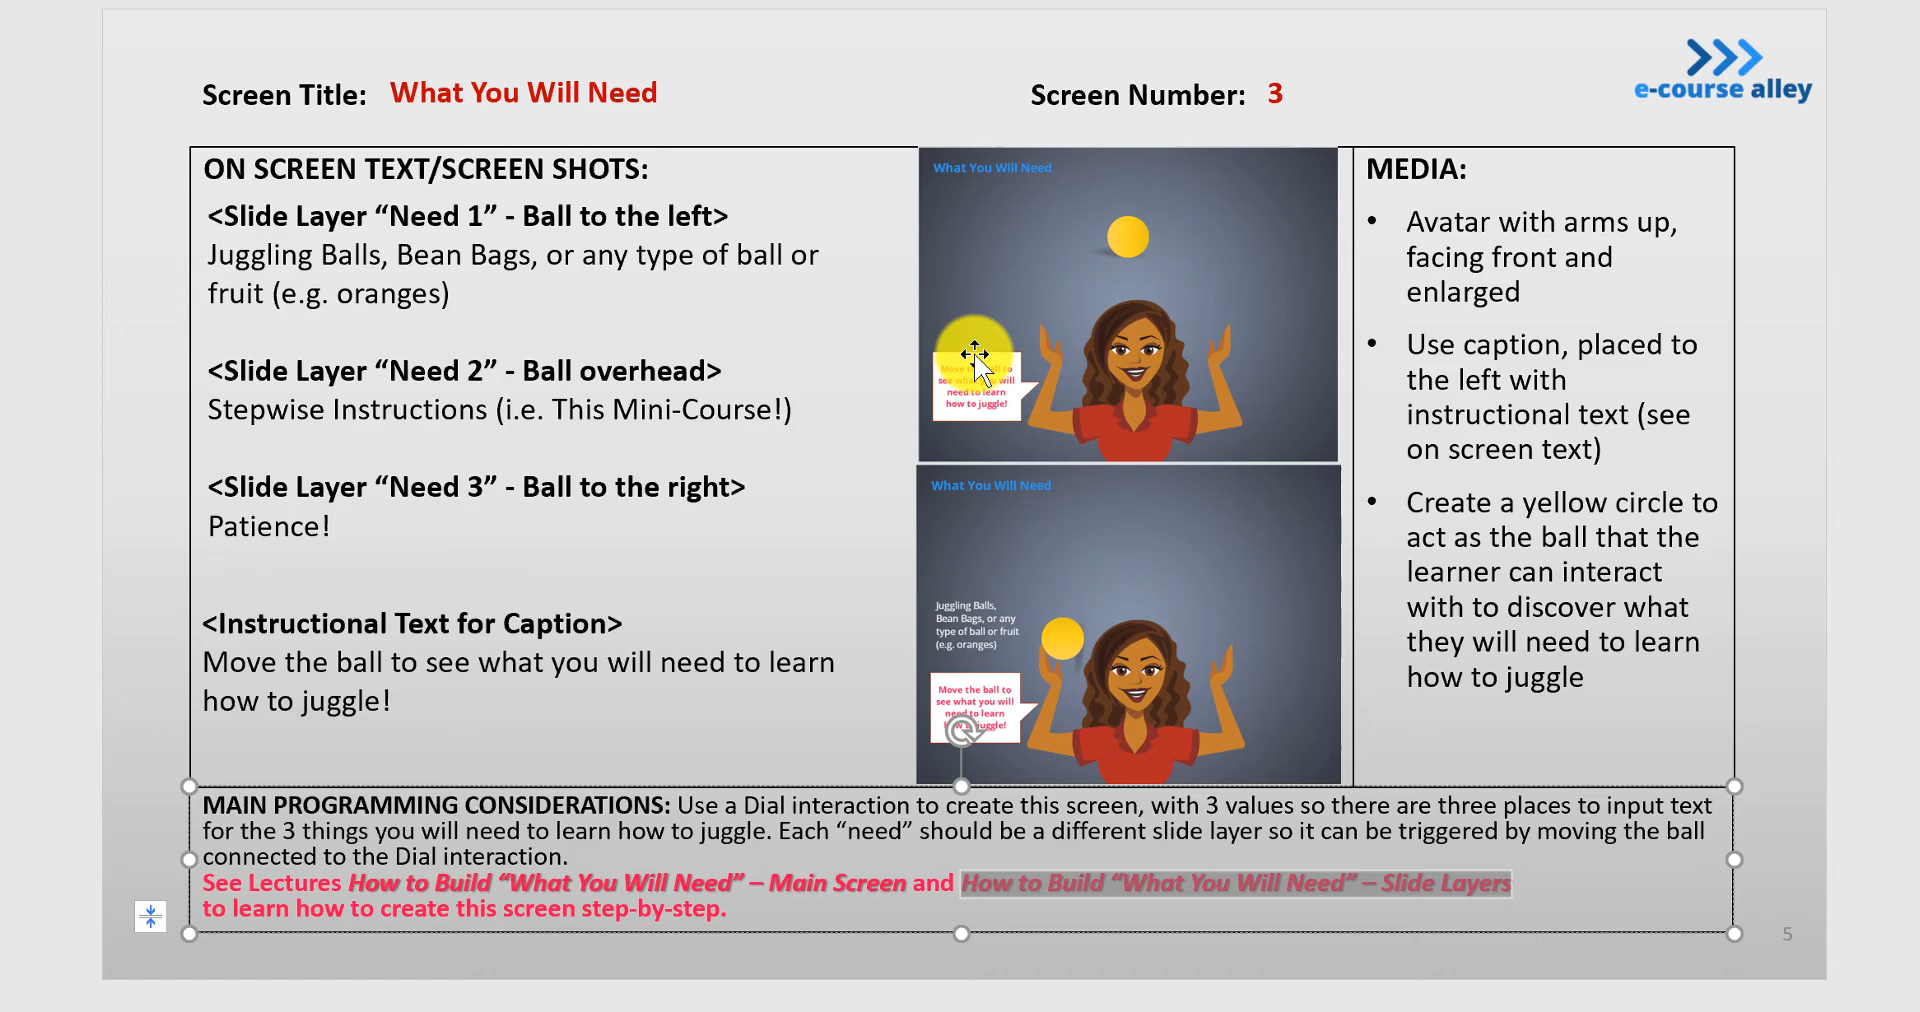 Screen Title: What You Will Need
Screen Number: 3
e-course alley
ON SCREEN TEXT/SCREEN SHOTS:
<Slide Layer “Need 1” - Ball to the left>
Juggling Balls, Bean Bags, or any type of ball or
fruit (e.g. oranges)
<Slide Layer “Need 2” - Ball overhead>
Stepwise Instructions (i.e. This Mini-Course!)
<Slide Layer “Need 3” - Ball to the right>
Patience!
<Instructional Text for Caption>
Move the ball to see what you will need to learn
how to juggle!
What You Will Need
need to learn
how to juggle!
What You Will Need
Juggling Balls,
Bean Bags, or any
type of ball or fruit
(e.g. oranges)
Move the ball to
see what you will
need to learn
juggle!
MEDIA:
• Avatar with arms up,
facing front and
enlarged
• Use caption, placed to
the left with
instructional text (see
on screen text)
• Create a yellow circle to
act as the ball that the
learner can interact
with to discover what
they will need to learn
how to juggle
MAIN PROGRAMMING CONSIDERATIONS: Use a Dial interaction to create this screen, with 3 values so there are three places to input text
for the 3 things you will need to learn how to juggle. Each “need” should be a different slide layer so it can be triggered by moving the ball
connected to the Dial interaction.
See Lectures How to Build “What You Will Need” – Main Screen and How to Build “What You Will Need” – Slide Layers
to learn how to create this screen step-by-step.
5